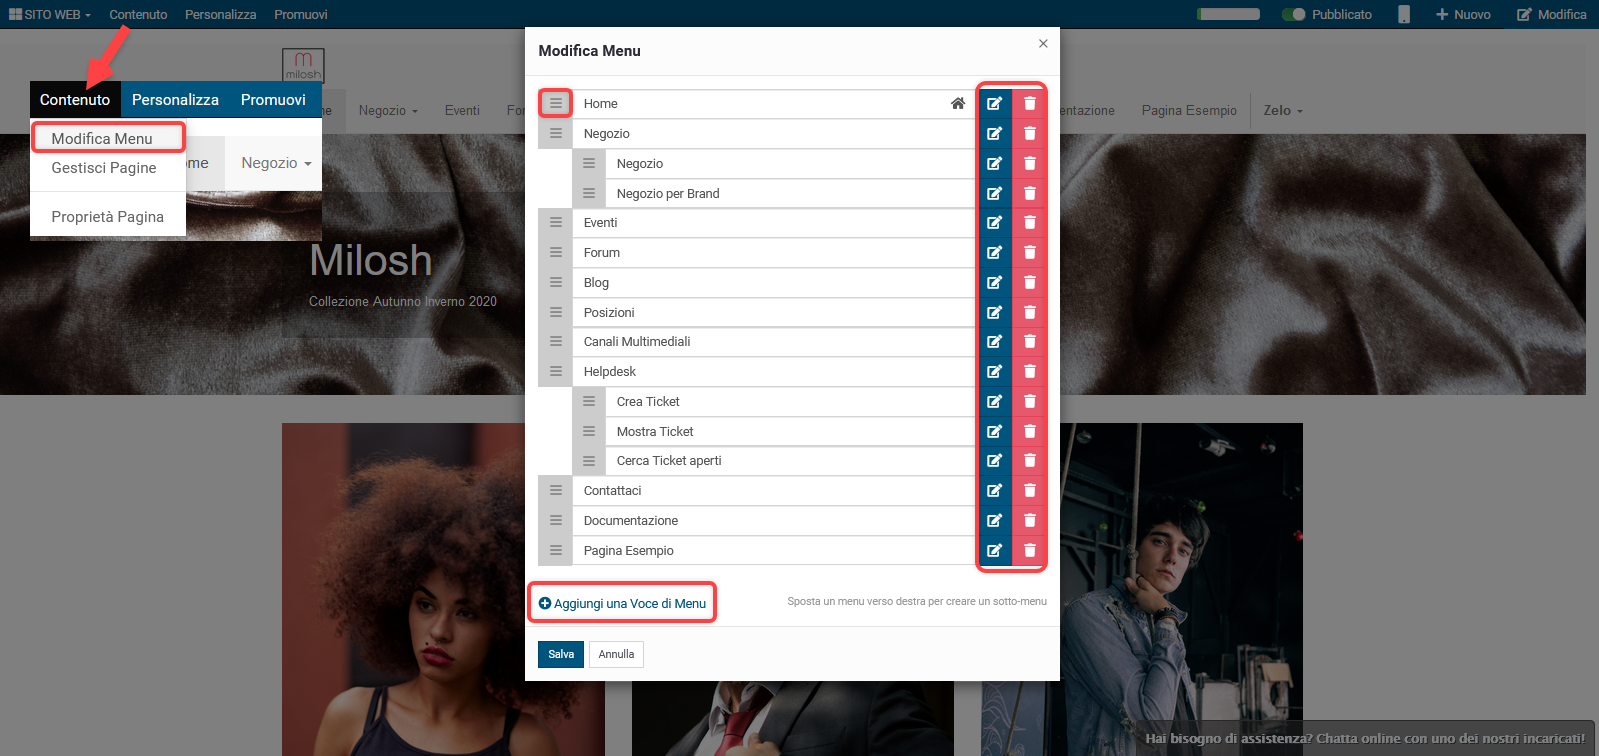 SITO WEB Contenuto Personalizza Promuovi Pubblicato Nuovo Modifica
milosh
Contenuto Personalizza Promuovi
Modifica Menu
Gestisci Pagine
Proprietà Pagina
Negozio
Negozio Eventi
Pagina Esempio Zelo
Milosh
Collezione Autunno Inverno 2020
Modifica Menu
Home
Negozio
Negozio
Negozio per Brand
Eventi
Forum
Blog
Posizioni
Canali Multimediali
Helpdesk
Crea Ticket
Mostra Ticket
Cerca Ticket aperti
Contattaci
Documentazione
Pagina Esempio
Aggiungi una Voce di Menu
Sposta un menu verso destra per creare un sotto-menu
Salva Annulla
Hai bisogno di assistenza? Chatta online con uno dei nostri incaricati!